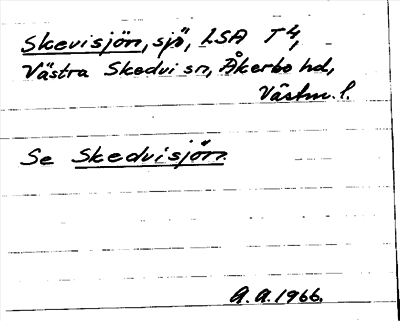 Skevisjön, sjö, LSA T4,
Västra Skedvi sn, Åkerbo hd,
Västm. l.
Se Skedvisjön.
A.A. 1966.